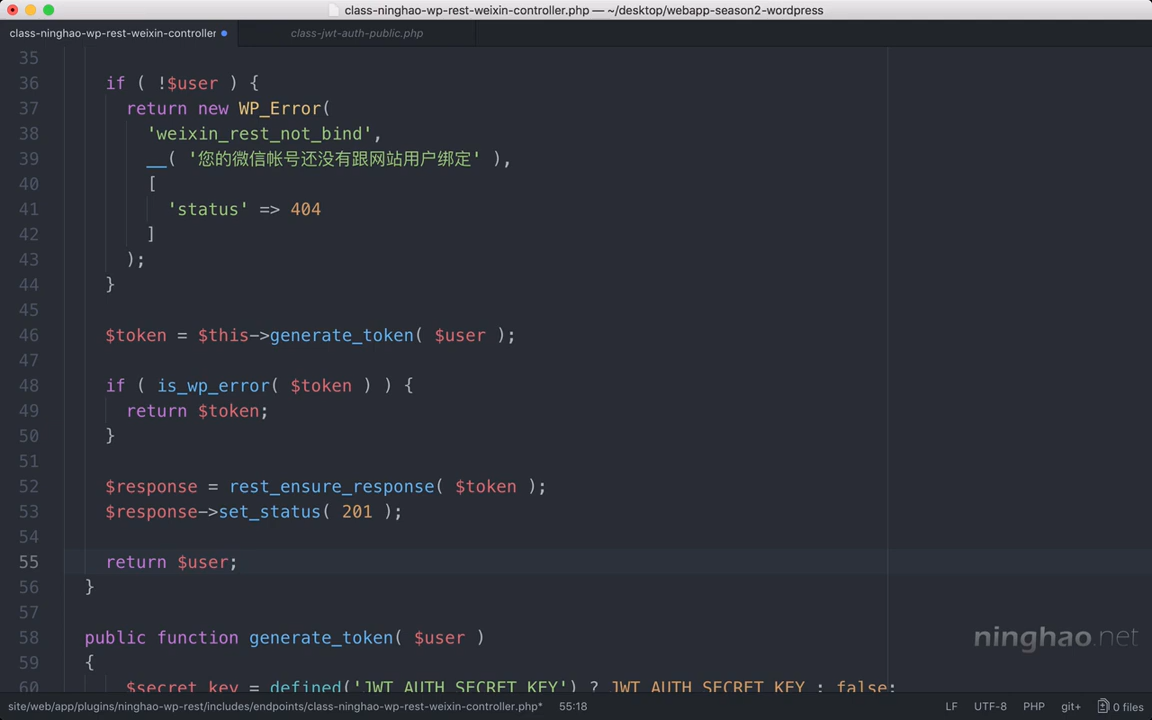 class-ninghao-wp-rest-weixin-controller.php — ~/desktop/webapp-season2-wordpress
class-ninghao-wp-rest-weixin-controller
class-jwt-auth-public.php
35
36 if ( !$user ) {
37 return new WP_Error(
38 'weixin_rest_not_bind',
39 __( '您的微信帐号还没有跟网站用户绑定' ),
40 [
41 'status' => 404
42 ]
43 );
44 }
45
46 $token = $this->generate_token( $user );
47
48 if ( is_wp_error( $token ) ) {
49 return $token;
50 }
51
52 $response = rest_ensure_response( $token );
53 $response->set_status( 201 );
54
55 return $user;
56 }
57
58 public function generate_token( $user )
59 {
60 $secret_key = defined('JWT_AUTH_SECRET_KEY') ? JWT_AUTH_SECRET_KEY : false;
ninghao.net
site/web/app/plugins/ninghao-wp-rest/includes/endpoints/class-ninghao-wp-rest-weixin-controller.php* 55:18 LF UTF-8 PHP git+ 0 files